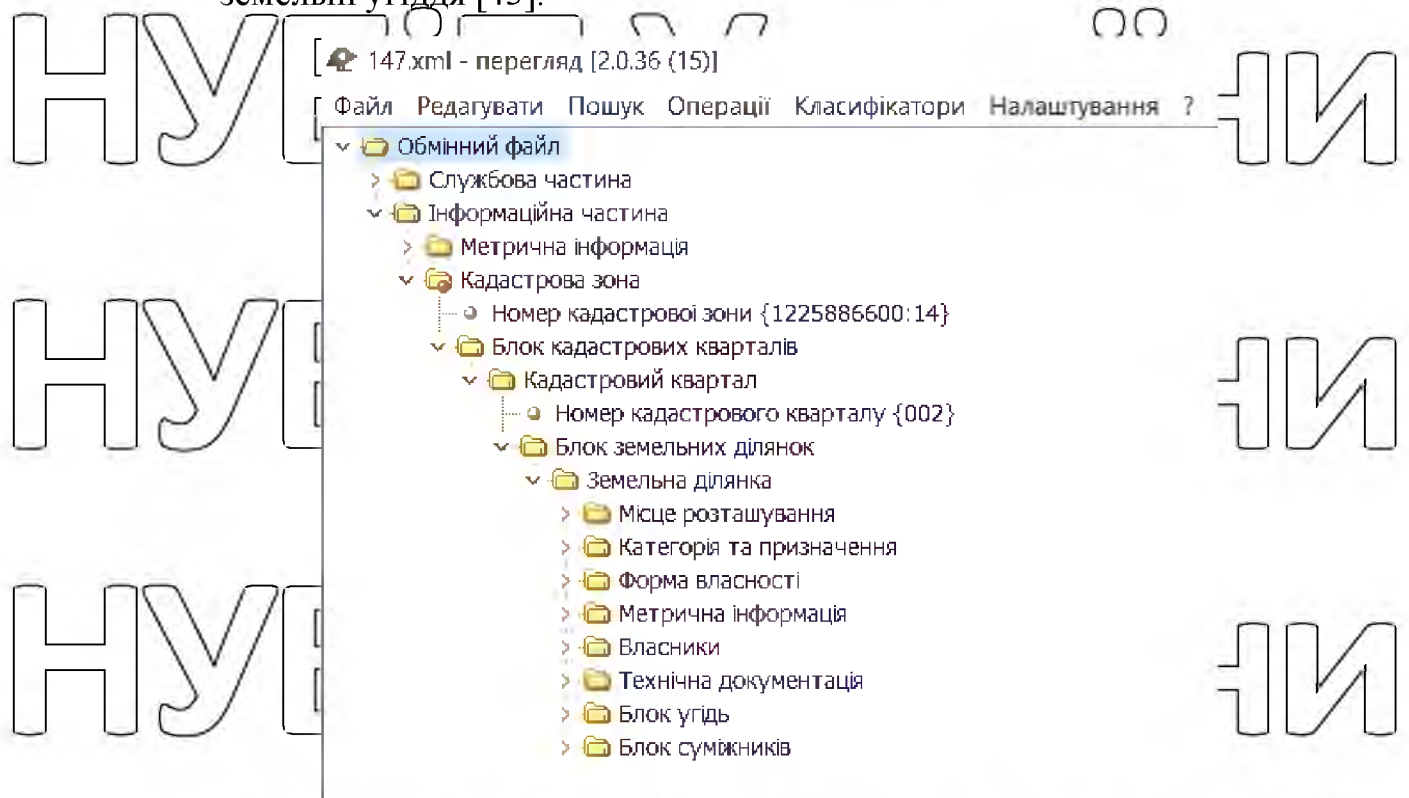 земельні угіддя [45].
147.xml - перегляд [2.0.36 (15)]
Файл Редагувати Пошук Операції Класифікатори Налаштування ?
Обмінний файл
Службова частина
Інформаційна частина
Метрична інформація
Кадастрова зона
Номер кадастрової зони {1225886600:14}
Блок кадастрових кварталів
Кадастровий квартал
Номер кадастрового кварталу {002}
Блок земельних ділянок
Земельна ділянка
Місце розташування
Категорія та призначення
Форма власності
Метрична інформація
Власники
Технічна документація
Блок угідь
Блок суміжників